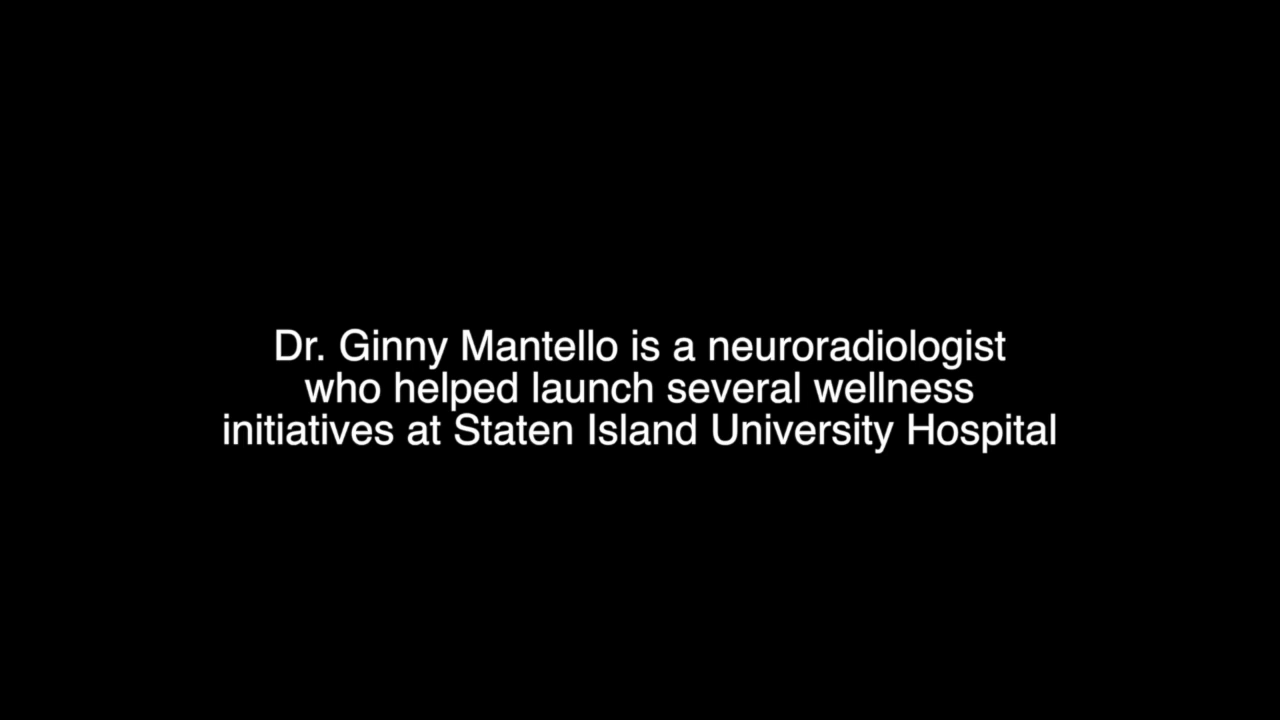 Dr. Ginny Mantello is a neuroradiologist
who helped launch several wellness
initiatives at Staten Island University Hospital